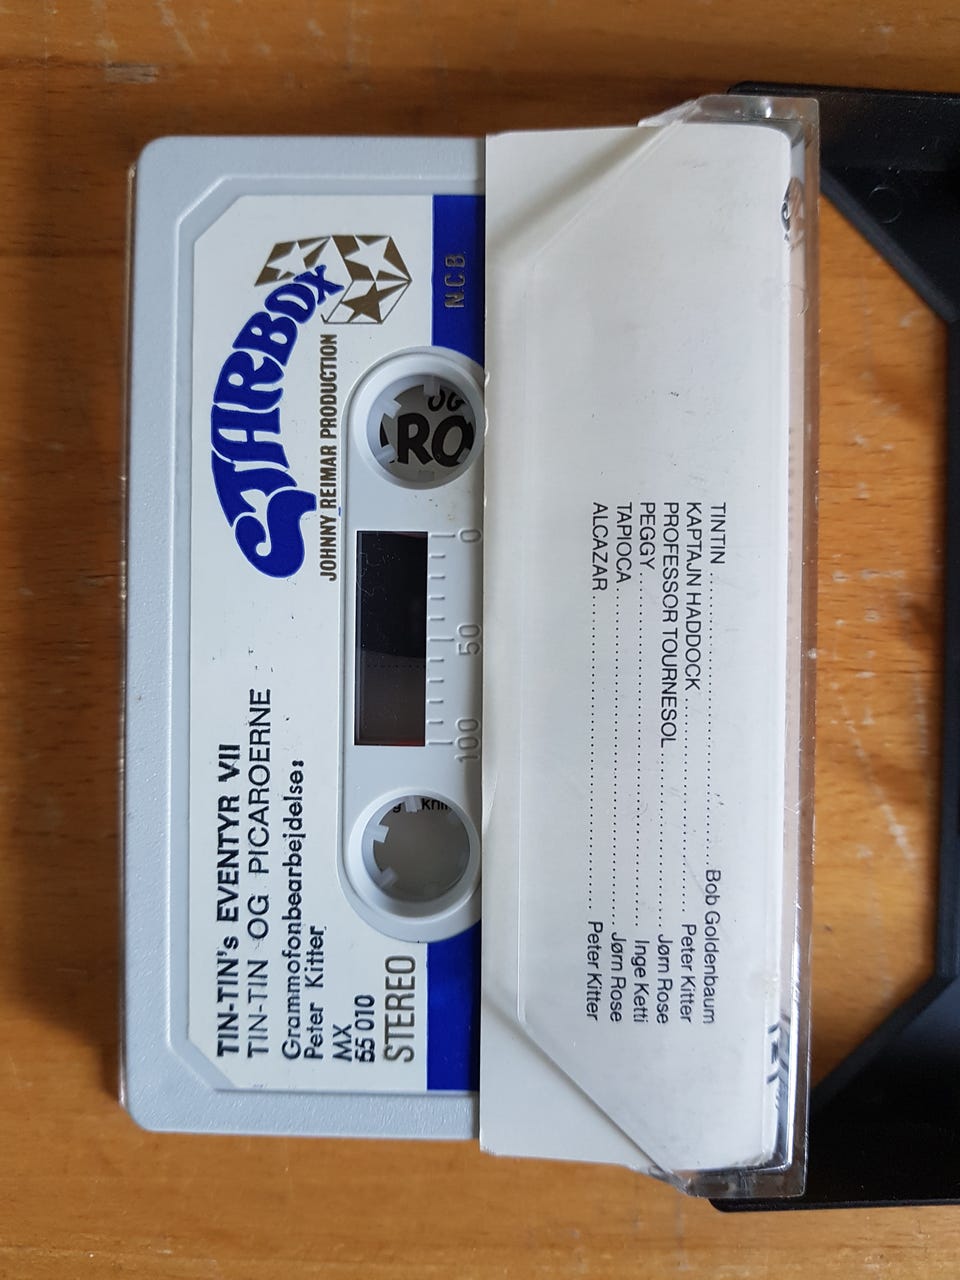 STARBOX
JOHNNY REIMAR PRODUCTION
N.C.B.
TIN-TIN's EVENTYR VII
TIN-TIN OG PICAROERNE
Grammofonbearbejdelse:
Peter Kitter
MX
55 010
STEREO
0 50 100
OG
RO
TINTIN .......... Bob Goldenbaum
KAPTAJN HADDOCK .......... Peter Kitter
PROFESSOR TOURNESOL .......... Jørn Rose
PEGGY .......... Inge Ketti
TAPIOCA .......... Jørn Rose
ALCAZAR .......... Peter Kitter